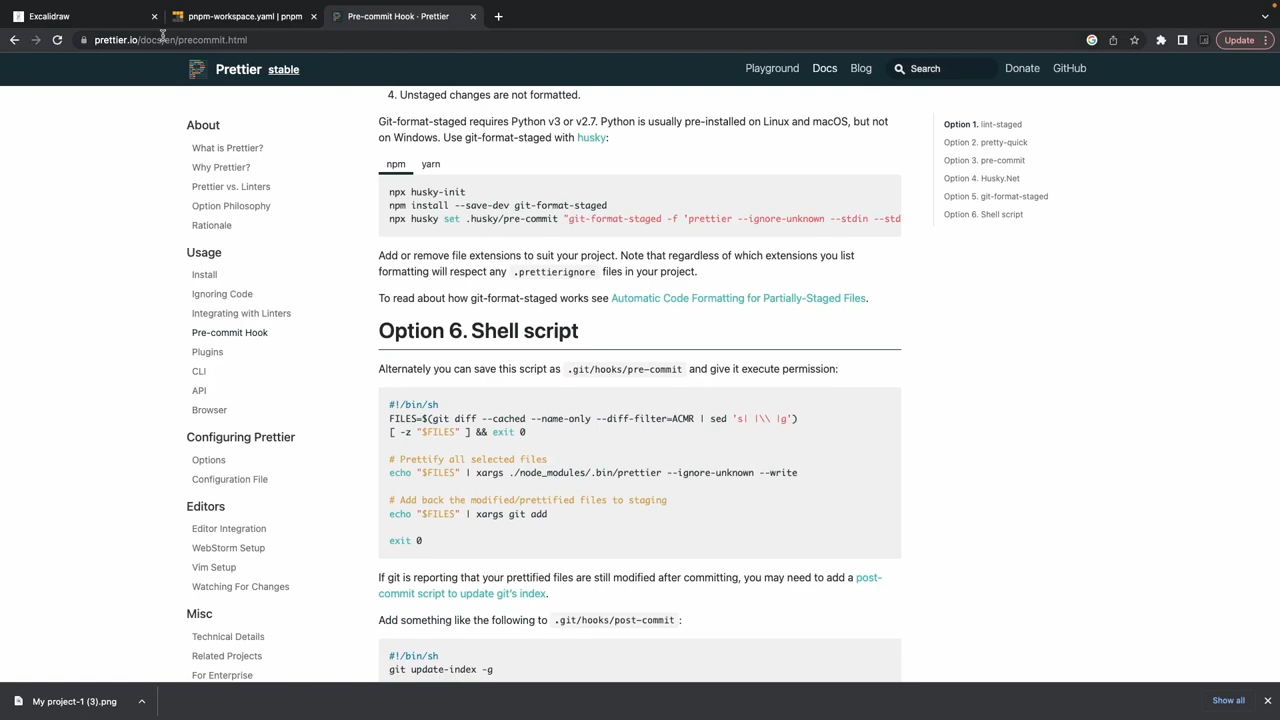 Excalidraw
pnpm-workspace.yaml | pnpm
Pre-commit Hook · Prettier
prettier.io/docs/en/precommit.html
Update
Prettier stable
Playground Docs Blog Search Donate GitHub
About
What is Prettier?
Why Prettier?
Prettier vs. Linters
Option Philosophy
Rationale
Usage
Install
Ignoring Code
Integrating with Linters
Pre-commit Hook
Plugins
CLI
API
Browser
Configuring Prettier
Options
Configuration File
Editors
Editor Integration
WebStorm Setup
Vim Setup
Watching For Changes
Misc
Technical Details
Related Projects
For Enterprise
4. Unstaged changes are not formatted.
Git-format-staged requires Python v3 or v2.7. Python is usually pre-installed on Linux and macOS, but not
on Windows. Use git-format-staged with husky:
npm yarn
npx husky-init
npm install --save-dev git-format-staged
npx husky set .husky/pre-commit "git-format-staged -f 'prettier --ignore-unknown --stdin --std
Add or remove file extensions to suit your project. Note that regardless of which extensions you list
formatting will respect any .prettierignore files in your project.
To read about how git-format-staged works see Automatic Code Formatting for Partially-Staged Files.
Option 6. Shell script
Alternately you can save this script as .git/hooks/pre-commit and give it execute permission:
#!/bin/sh
FILES=$(git diff --cached --name-only --diff-filter=ACMR | sed 's| |\\ |g')
[ -z "$FILES" ] && exit 0
# Prettify all selected files
echo "$FILES" | xargs ./node_modules/.bin/prettier --ignore-unknown --write
# Add back the modified/prettified files to staging
echo "$FILES" | xargs git add
exit 0
If git is reporting that your prettified files are still modified after committing, you may need to add a post-
commit script to update git's index.
Add something like the following to .git/hooks/post-commit :
#!/bin/sh
git update-index -g
Option 1. lint-staged
Option 2. pretty-quick
Option 3. pre-commit
Option 4. Husky.Net
Option 5. git-format-staged
Option 6. Shell script
My project-1 (3).png
Show all